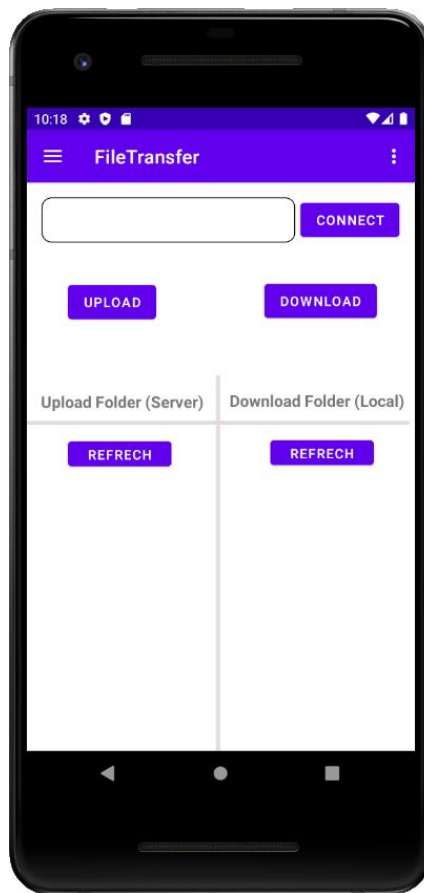 10:18
FileTransfer
CONNECT
UPLOAD DOWNLOAD
Upload Folder (Server) Download Folder (Local)
REFRECH REFRECH